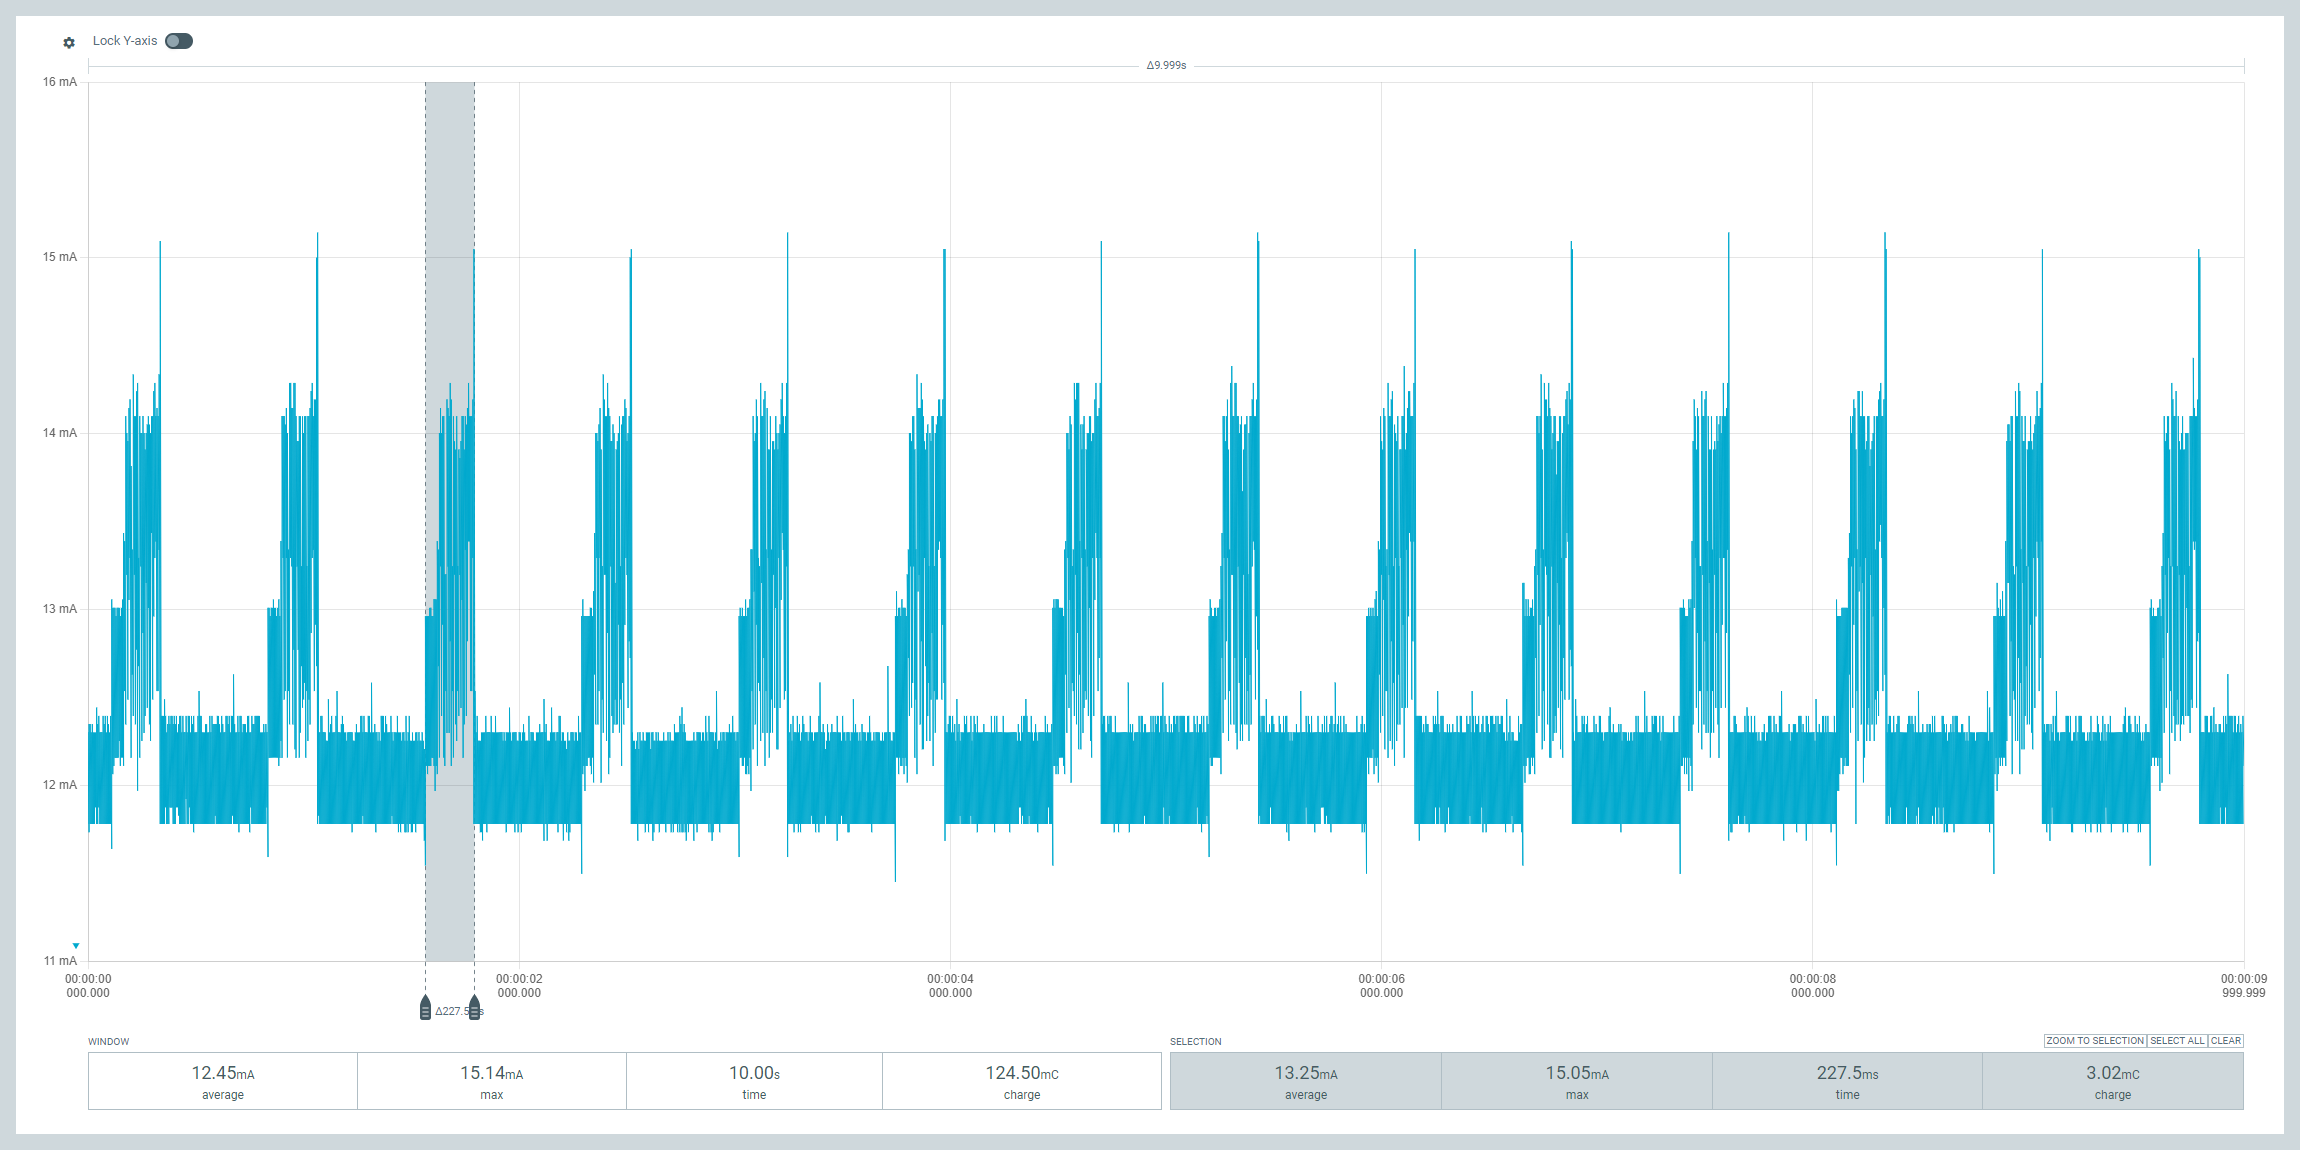 Lock Y-axis
Δ9.999s
16 mA
15 mA
14 mA
13 mA
12 mA
11 mA
00:00:00 00:00:02 00:00:04 00:00:06 00:00:08 00:00:09
000.000 000.000 000.000 000.000 000.000 999.999
Δ227.5
WINDOW SELECTION ZOOM TO SELECTION SELECT ALL CLEAR
12.45mA 15.14mA 10.00s 124.50mC 13.25mA 15.05mA 227.5ms 3.02mC
average max time charge average max time charge